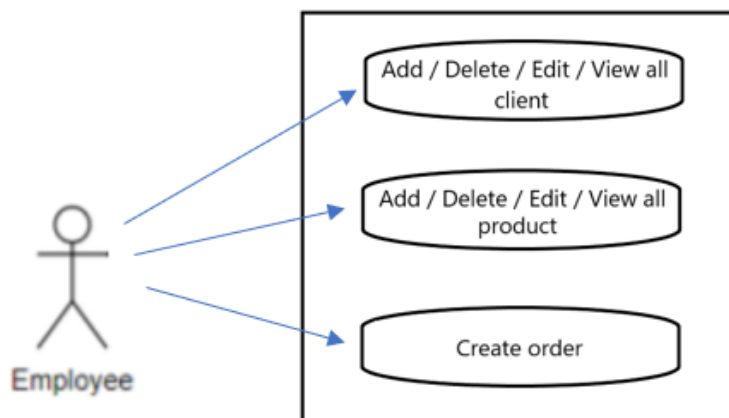 Add / Delete / Edit / View all
client
Add / Delete / Edit / View all
product
Create order
Employee